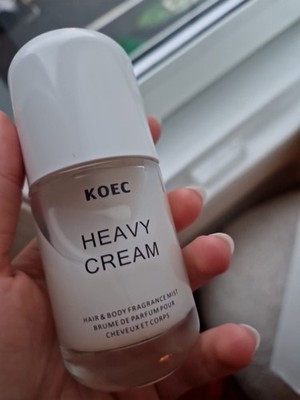 KOEC
HEAVY
CREAM
HAIR & BODY FRAGRANCE MIST
BRUME DE PARFUM POUR
CHEVEUX ET CORPS